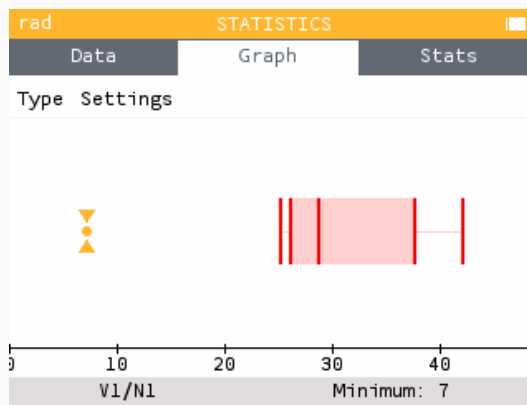 rad STATISTICS
Data Graph Stats
Type Settings
0 10 20 30 40
V1/N1 Minimum: 7